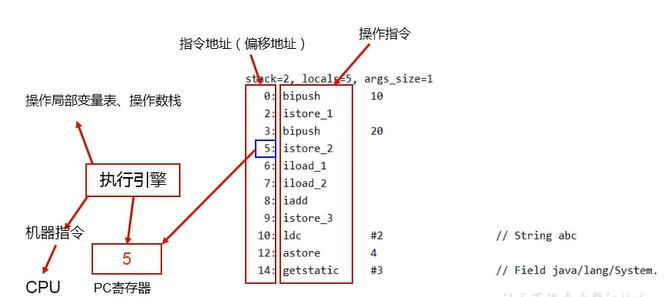 操作指令
指令地址（偏移地址）
stack=2, locals=5, args_size=1
操作局部变量表、操作数栈
0: bipush 10
2: istore_1
3: bipush 20
5: istore_2
6: iload_1
7: iload_2
8: iadd
9: istore_3
10: ldc #2 // String abc
12: astore 4
14: getstatic #3 // Field java/lang/System.
执行引擎
机器指令
5
CPU
PC寄存器